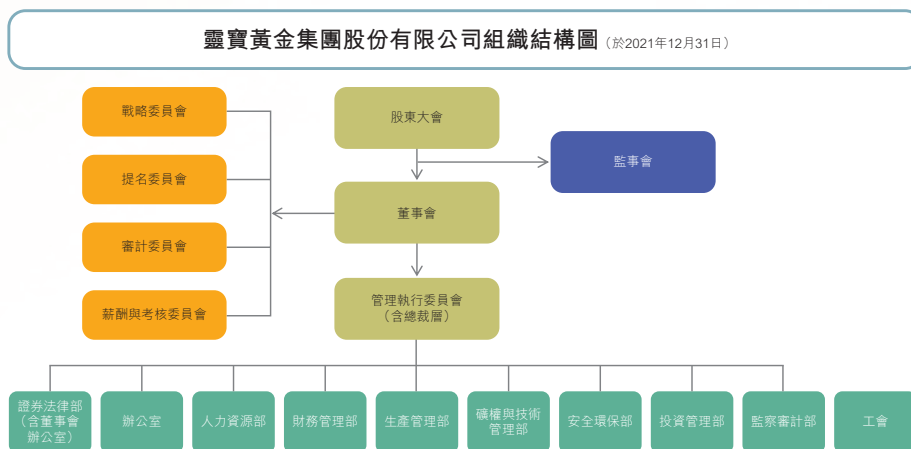 靈寶黃金集團股份有限公司組織結構圖（於2021年12月31日）
戰略委員會
股東大會
監事會
提名委員會
董事會
審計委員會
管理執行委員會
（含總裁層）
薪酬與考核委員會
證券法律部
（含董事會
辦公室）
辦公室
人力資源部
財務管理部
生產管理部
礦權與技術
管理部
安全環保部
投資管理部
監察審計部
工會